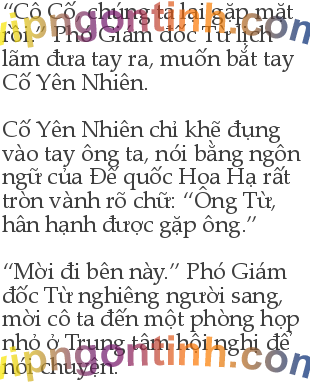 “Cô Cố, chúng ta lại gặp mặt
rồi.” Phó Giám đốc Từ lịch
lãm đưa tay ra, muốn bắt tay
Cố Yên Nhiên.
Cố Yên Nhiên chỉ khẽ đụng
vào tay ông ta, nói bằng ngôn
ngữ của Đế quốc Hoa Hạ rất
tròn vành rõ chữ: “Ông Từ,
hân hạnh được gặp ông.”
“Mời đi bên này.” Phó Giám
đốc Từ nghiêng người sang,
mời cô ta đến một phòng họp
nhỏ ở Trung tâm hội nghị để
nói chuyện.
vipngontinh.com
vipngontinh.com